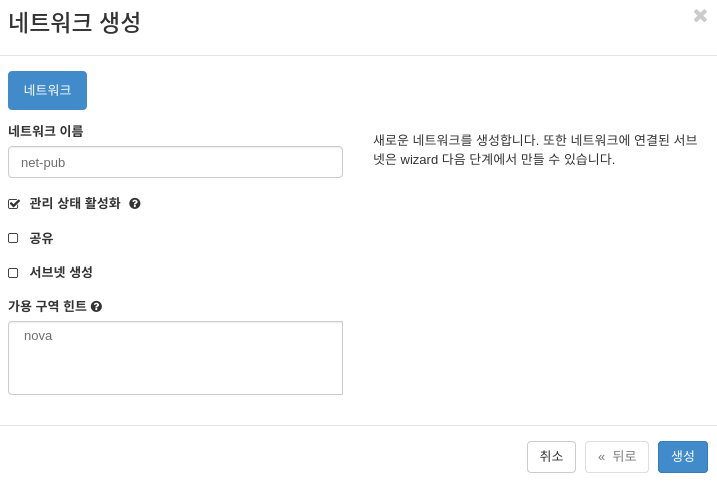 네트워크 생성
네트워크
네트워크 이름
net-pub
새로운 네트워크를 생성합니다. 또한 네트워크에 연결된 서브
넷은 wizard 다음 단계에서 만들 수 있습니다.
관리 상태 활성화
공유
서브넷 생성
가용 구역 힌트
nova
취소
« 뒤로
생성